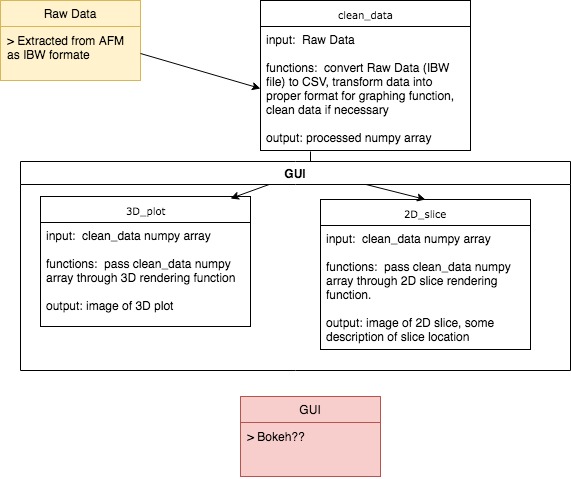 Raw Data
> Extracted from AFM
as IBW formate
clean_data
input:  Raw Data
functions:  convert Raw Data (IBW
file) to CSV, transform data into
proper format for graphing function,
clean data if necessary
output: processed numpy array
GUI
3D_plot
input:  clean_data numpy array
functions:  pass clean_data numpy
array through 3D rendering function
output: image of 3D plot
2D_slice
input:  clean_data numpy array
functions:  pass clean_data numpy
array through 2D slice rendering
function.
output: image of 2D slice, some
description of slice location
GUI
> Bokeh??